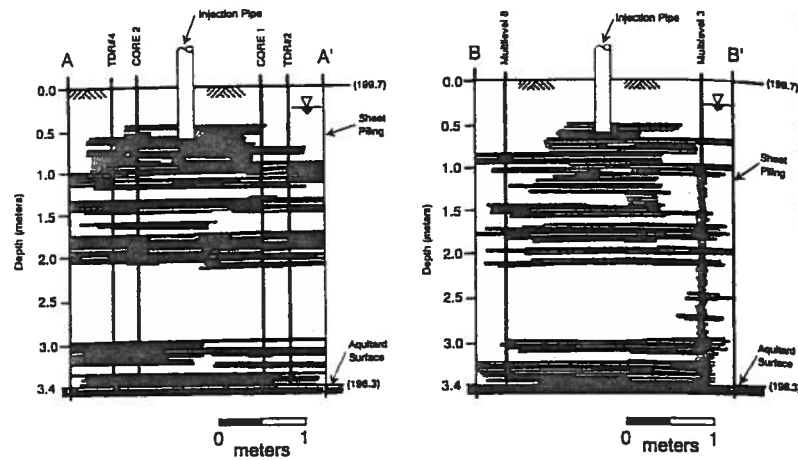 Injection Pipe
A
TDR#4
CORE 2
CORE 1
TDR#2
A'
0.0
(199.7)
0.5
Sheet
Piling
1.0
1.5
Depth (meters)
2.0
2.5
3.0
Aquitard
Surface
3.4
(196.3)
0 1
meters
Injection Pipe
B
Multilevel 8
Multilevel 3
B'
0.0
(199.7)
0.5
1.0
Sheet
Piling
1.5
Depth (meters)
2.0
2.5
3.0
Aquitard
Surface
3.4
(196.3)
0 1
meters